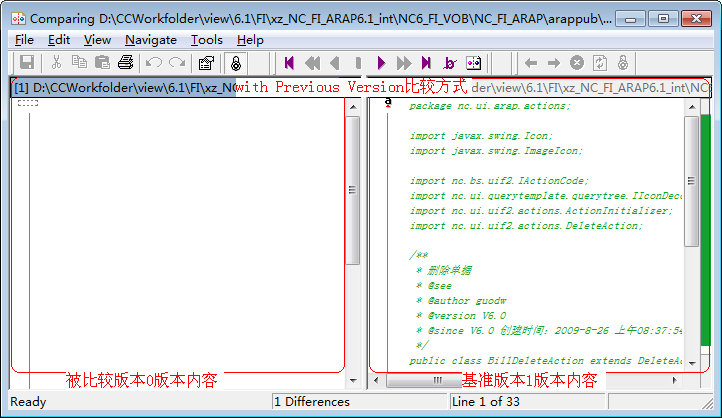 Comparing D:\CCWorkfolder\view\6.1\FI\xz_NC_FI_ARAP6.1_int\NC6_FI_VOB\NC_FI_ARAP\arappub\...
File Edit View Navigate Tools Help
[1] D:\CCWorkfolder\view\6.1\FI\xz_NC
with Previous Version比较方式
der\view\6.1\FI\xz_NC_FI_ARAP6.1_int\NC6
a
package nc.ui.arap.actions;
import javax.swing.Icon;
import javax.swing.ImageIcon;
import nc.bs.uif2.IActionCode;
import nc.ui.querytemplate.querytree.IIconDec
import nc.ui.uif2.actions.ActionInitializer;
import nc.ui.uif2.actions.DeleteAction;
/**
* 删除单据
* @see
* @author guodw
* @version V6.0
* @since V6.0 创建时间: 2009-8-26 上午08:37:54
*/
public class BillDeleteAction extends DeleteAc
被比较版本0版本内容
基准版本1版本内容
Ready
1 Differences
Line 1 of 33